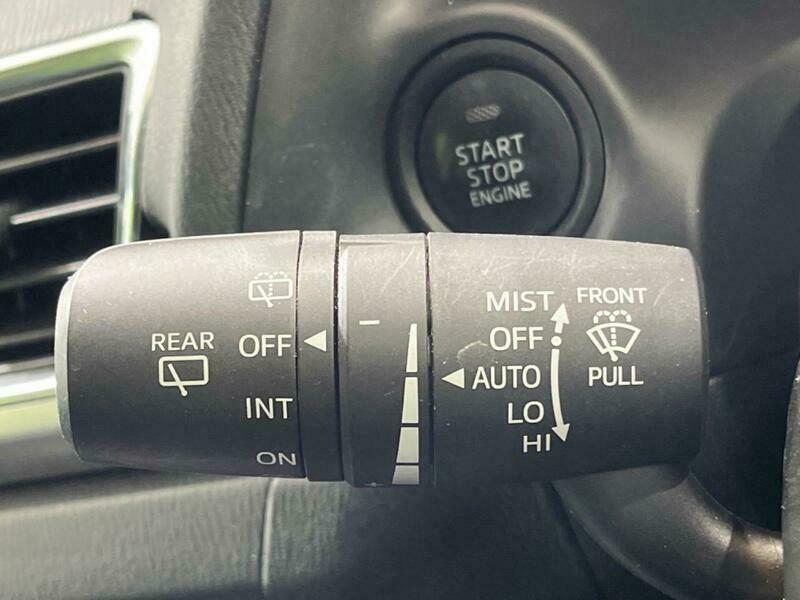 START
STOP
ENGINE
REAR
OFF
INT
ON
−
+
MIST
OFF
AUTO
LO
HI
FRONT
PULL